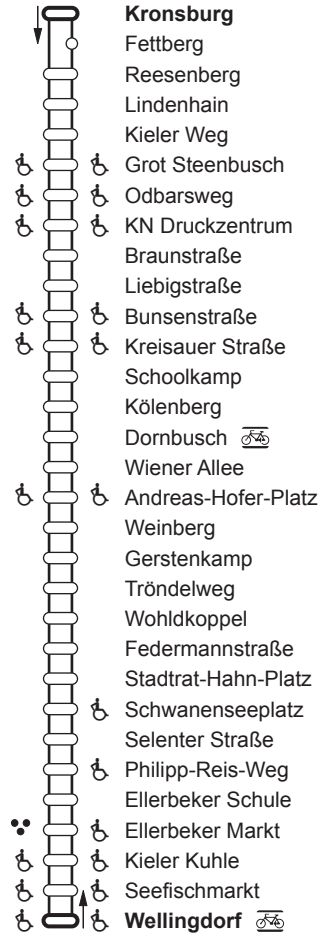 Kronsburg
Fettberg
Reesenberg
Lindenhain
Kieler Weg
Grot Steenbusch
Odbarsweg
KN Druckzentrum
Braunstraße
Liebigstraße
Bunsenstraße
Kreisauer Straße
Schoolkamp
Kölenberg
Dornbusch
Wiener Allee
Andreas-Hofer-Platz
Weinberg
Gerstenkamp
Tröndelweg
Wohldkoppel
Federmannstraße
Stadtrat-Hahn-Platz
Schwanenseeplatz
Selenter Straße
Philipp-Reis-Weg
Ellerbeker Schule
Ellerbeker Markt
Kieler Kuhle
Seefischmarkt
Wellingdorf